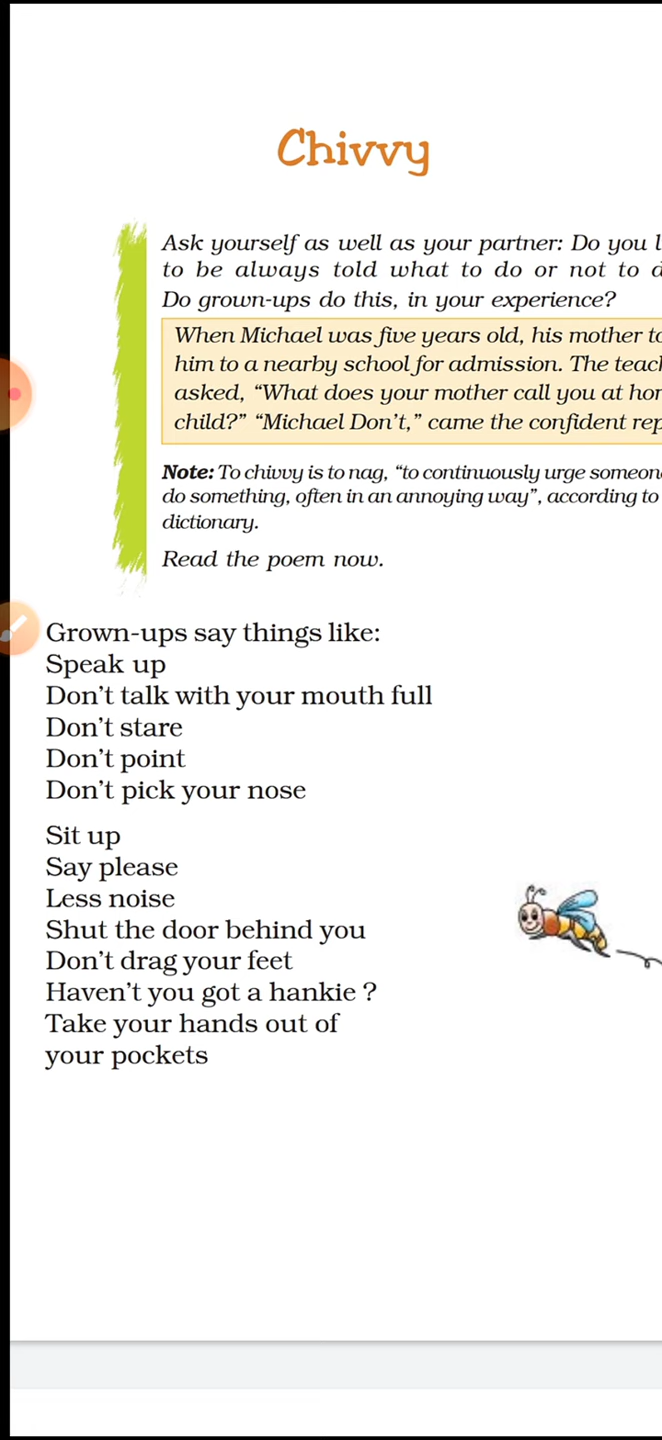 Chivvy
Ask yourself as well as your partner: Do you
to be always told what to do or not to
Do grown-ups do this, in your experience?
When Michael was five years old, his mother
him to a nearby school for admission. The
asked, “What does your mother call you at
child?” “Michael Don’t,” came the confident
Note: To chivvy is to nag, “to continuously urge
do something, often in an annoying way”, according to
dictionary.
Read the poem now.
Grown-ups say things like:
Speak up
Don’t talk with your mouth full
Don’t stare
Don’t point
Don’t pick your nose
Sit up
Say please
Less noise
Shut the door behind you
Don’t drag your feet
Haven’t you got a hankie ?
Take your hands out of
your pockets